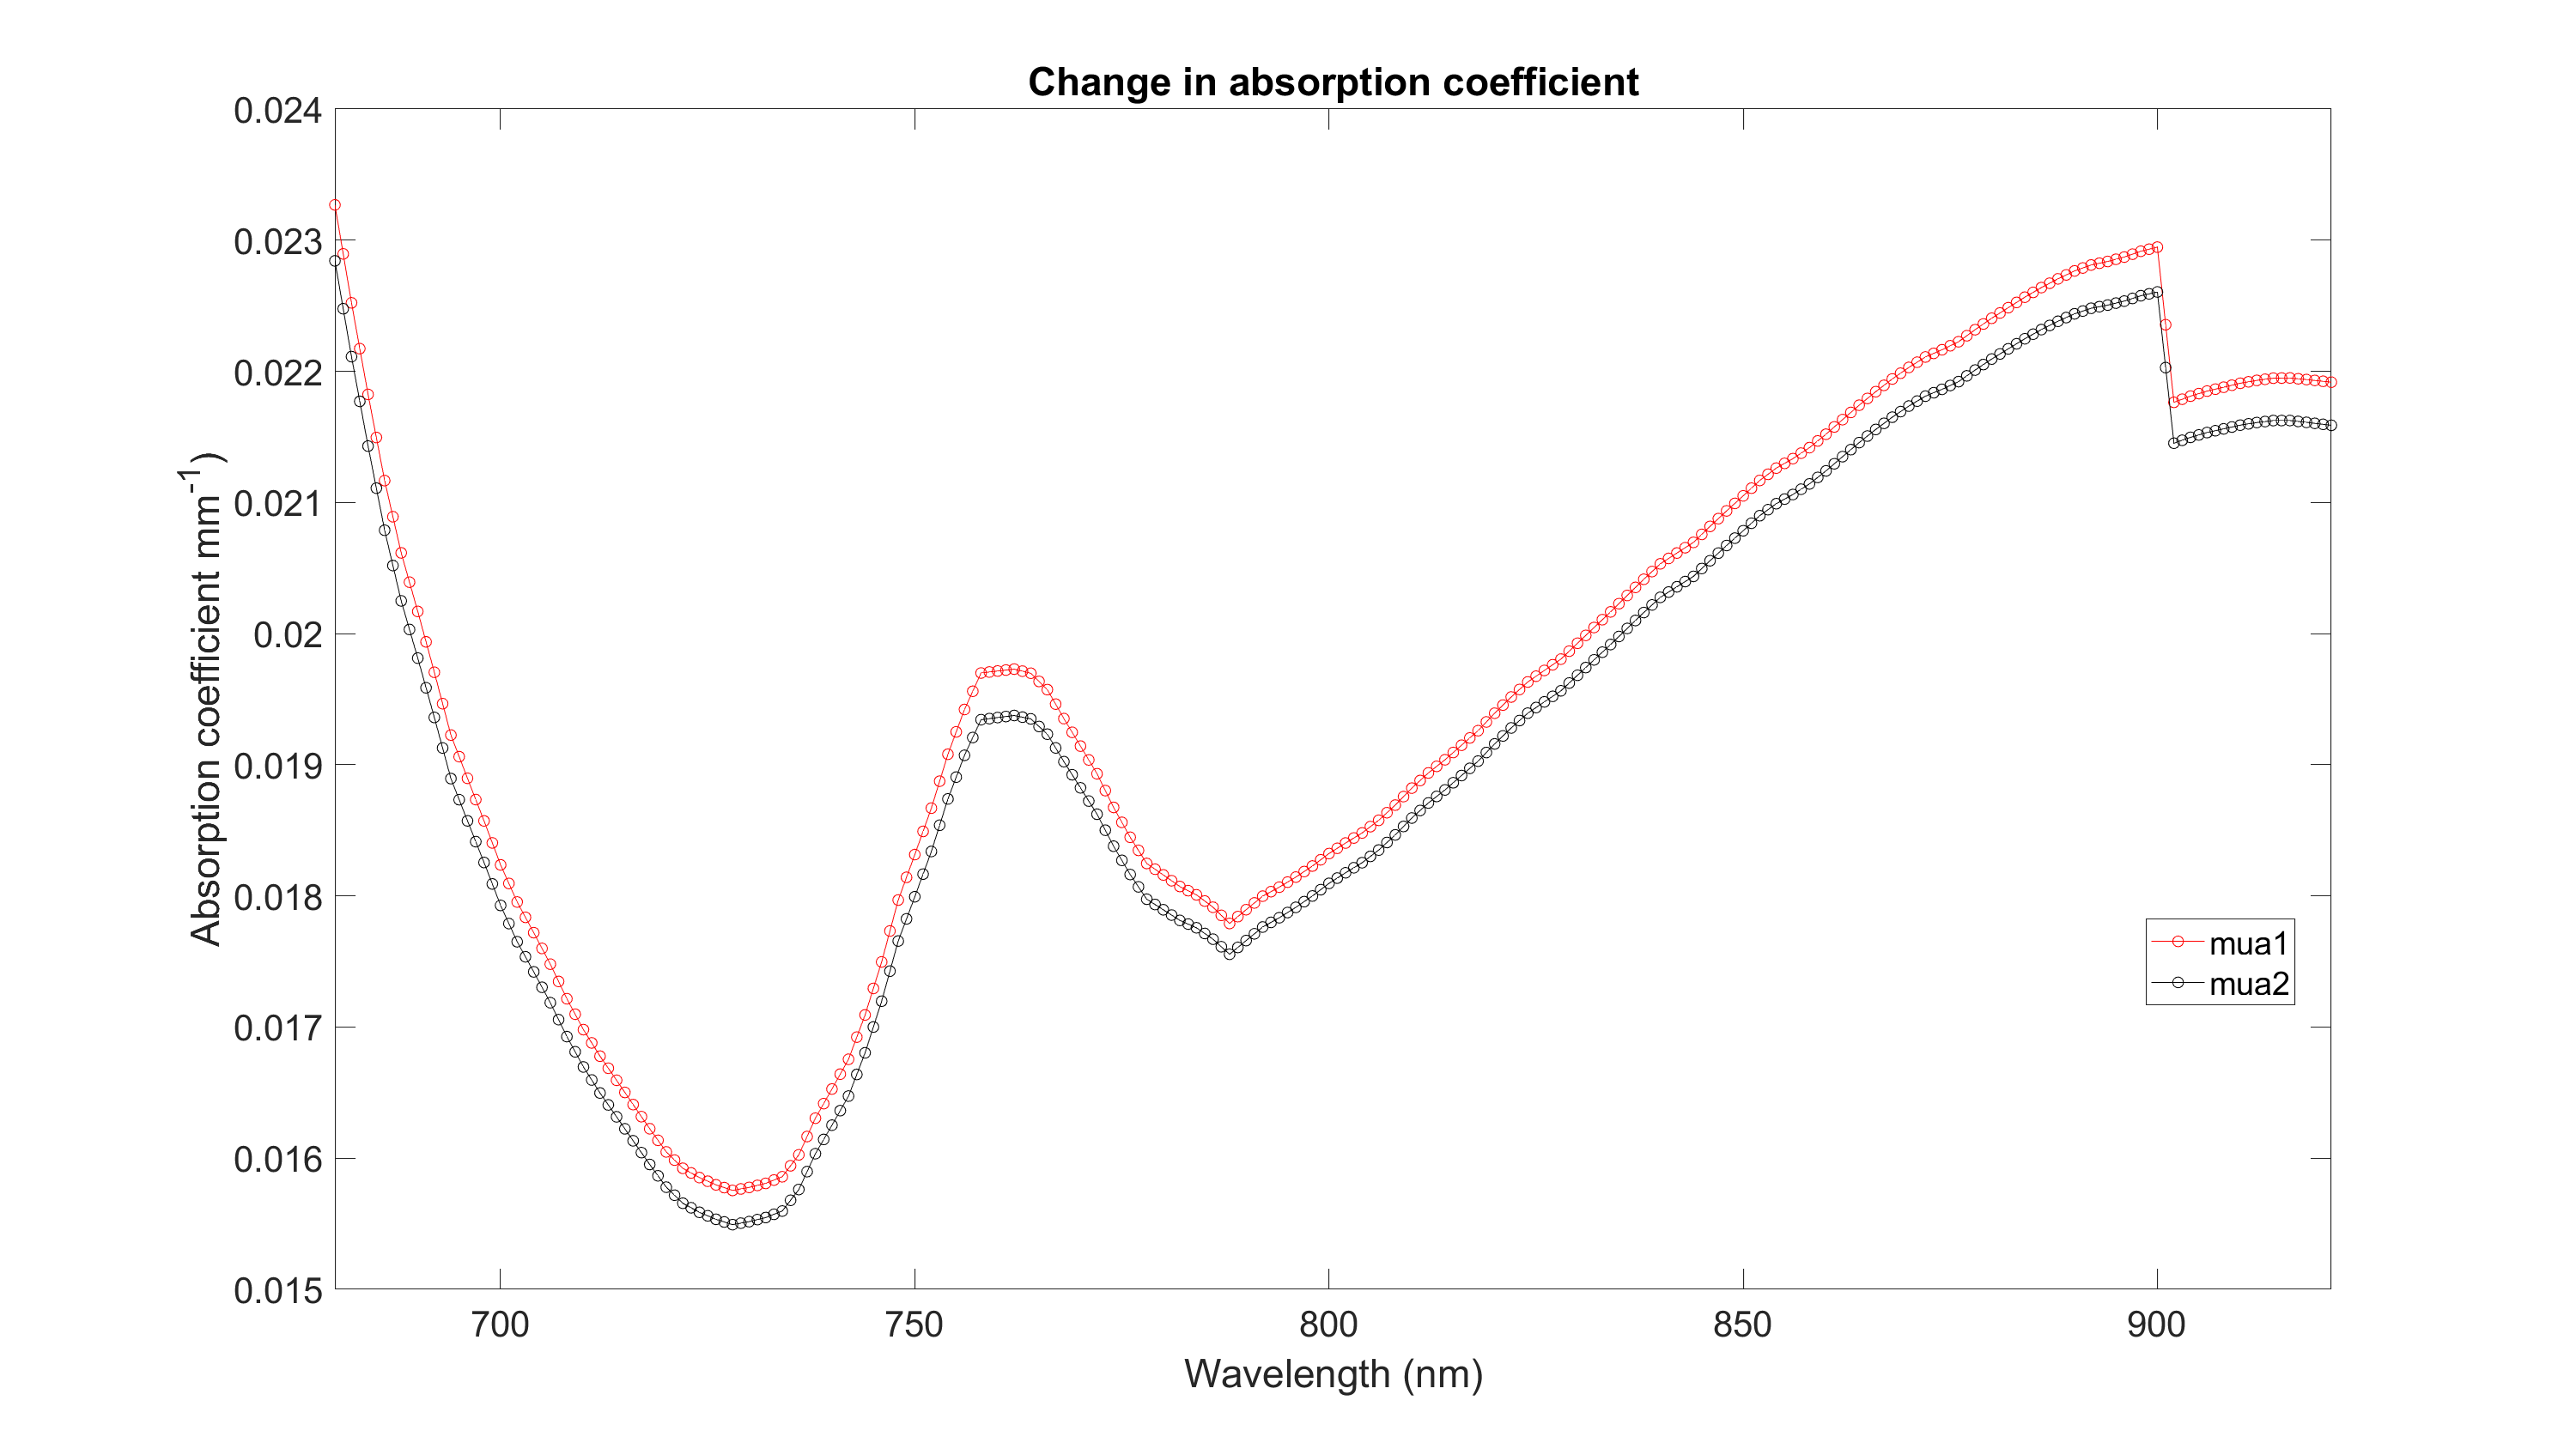 Change in absorption coefficient
0.024
0.023
0.022
0.021
0.02
0.019
0.018
0.017
0.016
0.015
Absorption coefficient mm⁻¹)
mua1
mua2
700 750 800 850 900
Wavelength (nm)